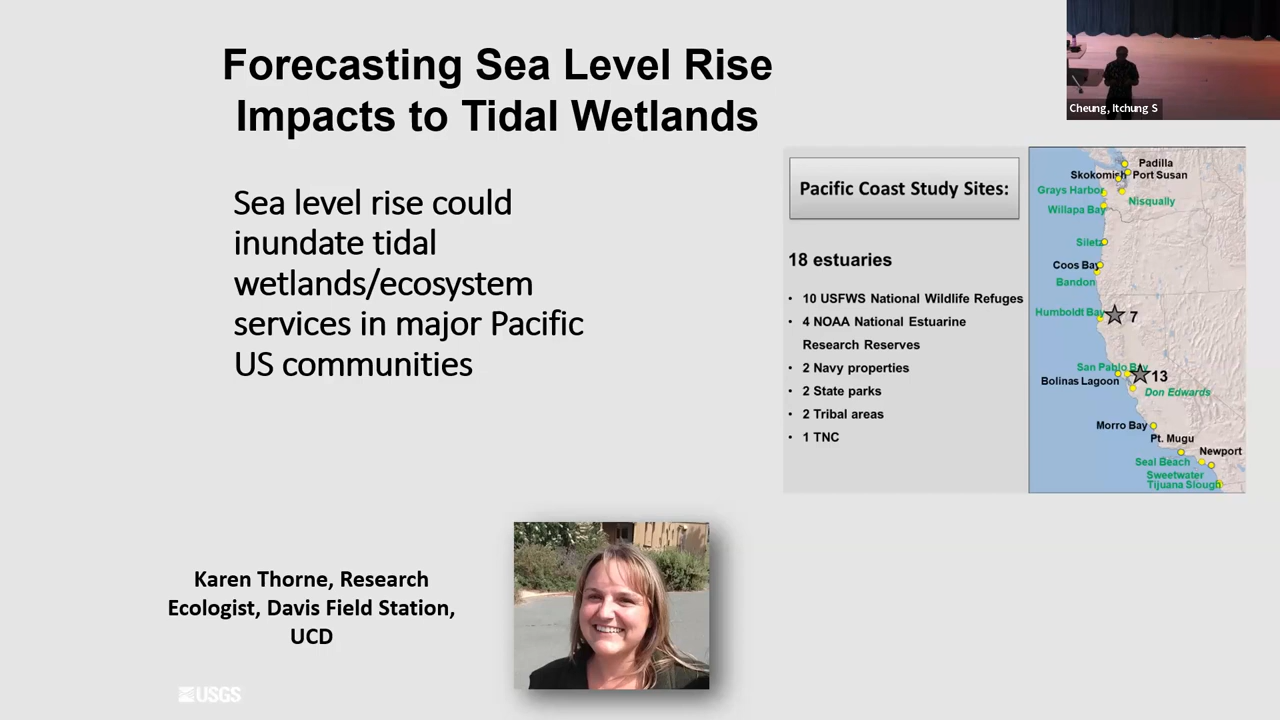 Forecasting Sea Level Rise
Impacts to Tidal Wetlands
Cheung, Itchung S
Sea level rise could
inundate tidal
wetlands/ecosystem
services in major Pacific
US communities
Pacific Coast Study Sites:
18 estuaries
• 10 USFWS National Wildlife Refuges
• 4 NOAA National Estuarine
Research Reserves
• 2 Navy properties
• 2 State parks
• 2 Tribal areas
• 1 TNC
Padilla
Skokomish Port Susan
Grays Harbor
Nisqually
Willapa Bay
Siletz
Coos Bay
Bandon
Humboldt Bay
7
San Pablo Bay
13
Bolinas Lagoon
Don Edwards
Morro Bay
Pt. Mugu
Newport
Seal Beach
Sweetwater
Tijuana Slough
Karen Thorne, Research
Ecologist, Davis Field Station,
UCD
USGS